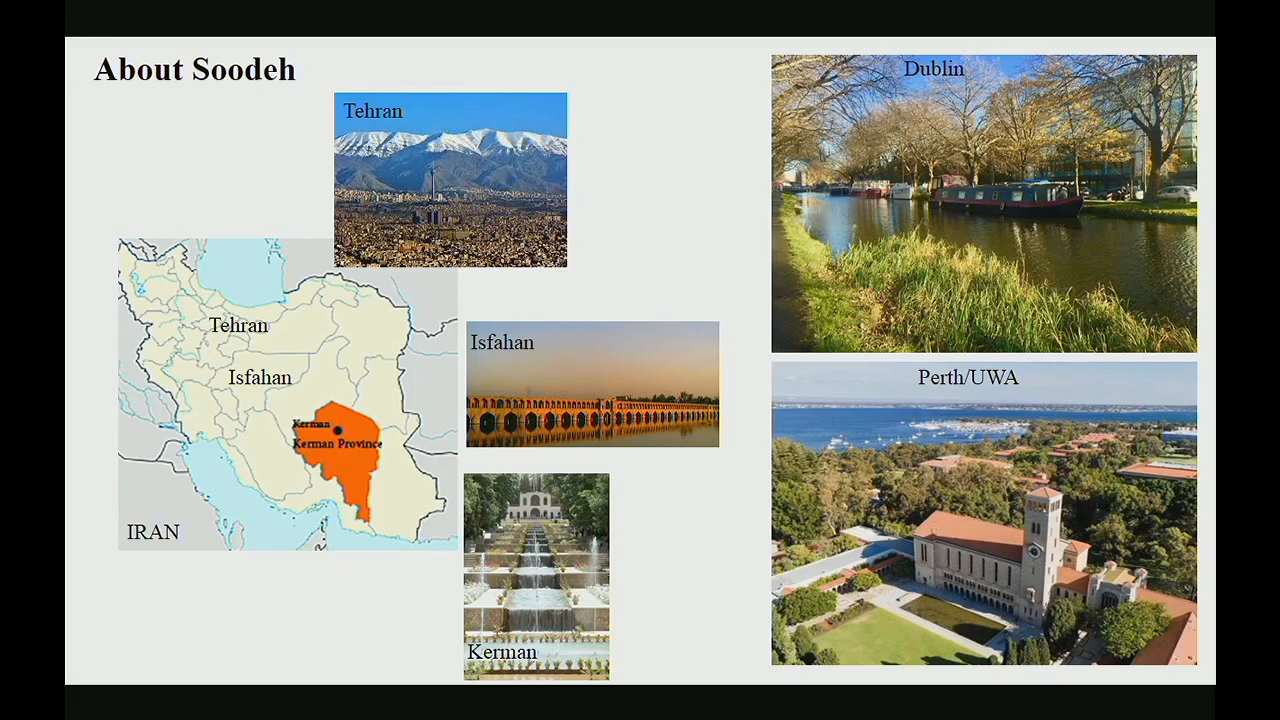 About Soodeh
Tehran
Dublin
Tehran
Isfahan
Isfahan
Perth/UWA
Kerman
Kerman Province
IRAN
Kerman